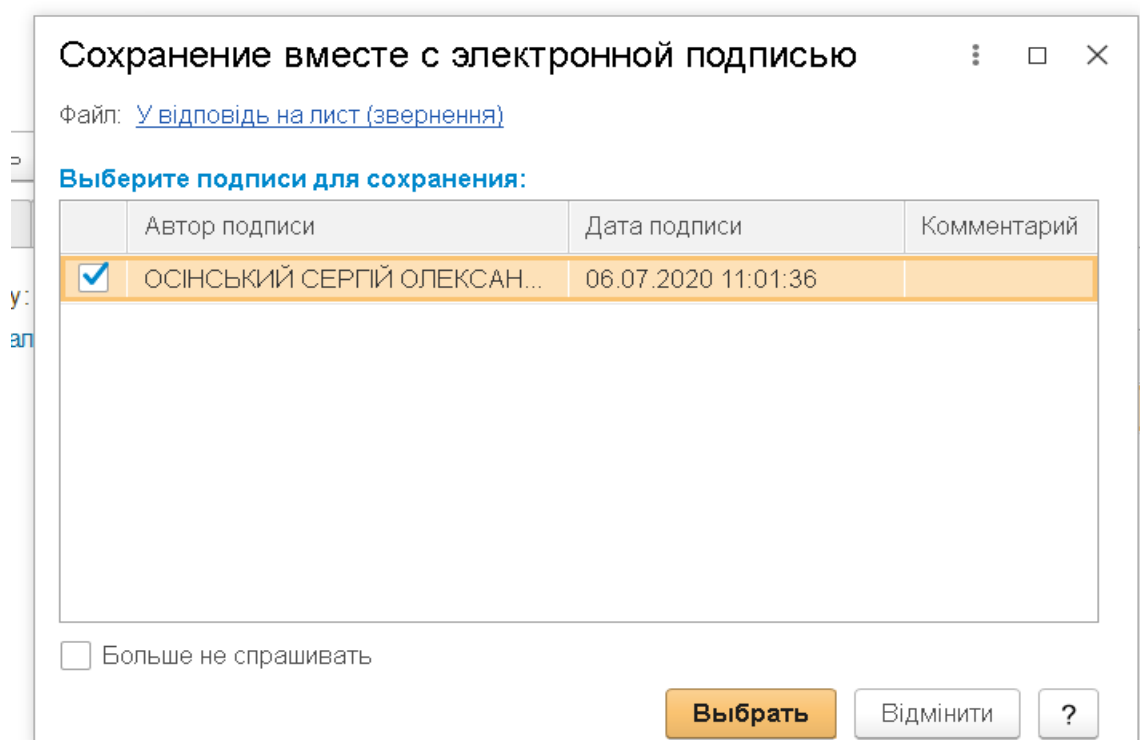 Сохранение вместе с электронной подписью
Файл: У відповідь на лист (звернення)
Выберите подписи для сохранения:
Автор подписи Дата подписи Комментарий
ОСІНСЬКИЙ СЕРГІЙ ОЛЕКСАН... 06.07.2020 11:01:36
у:
ал
Больше не спрашивать
Выбрать Відмінити ?